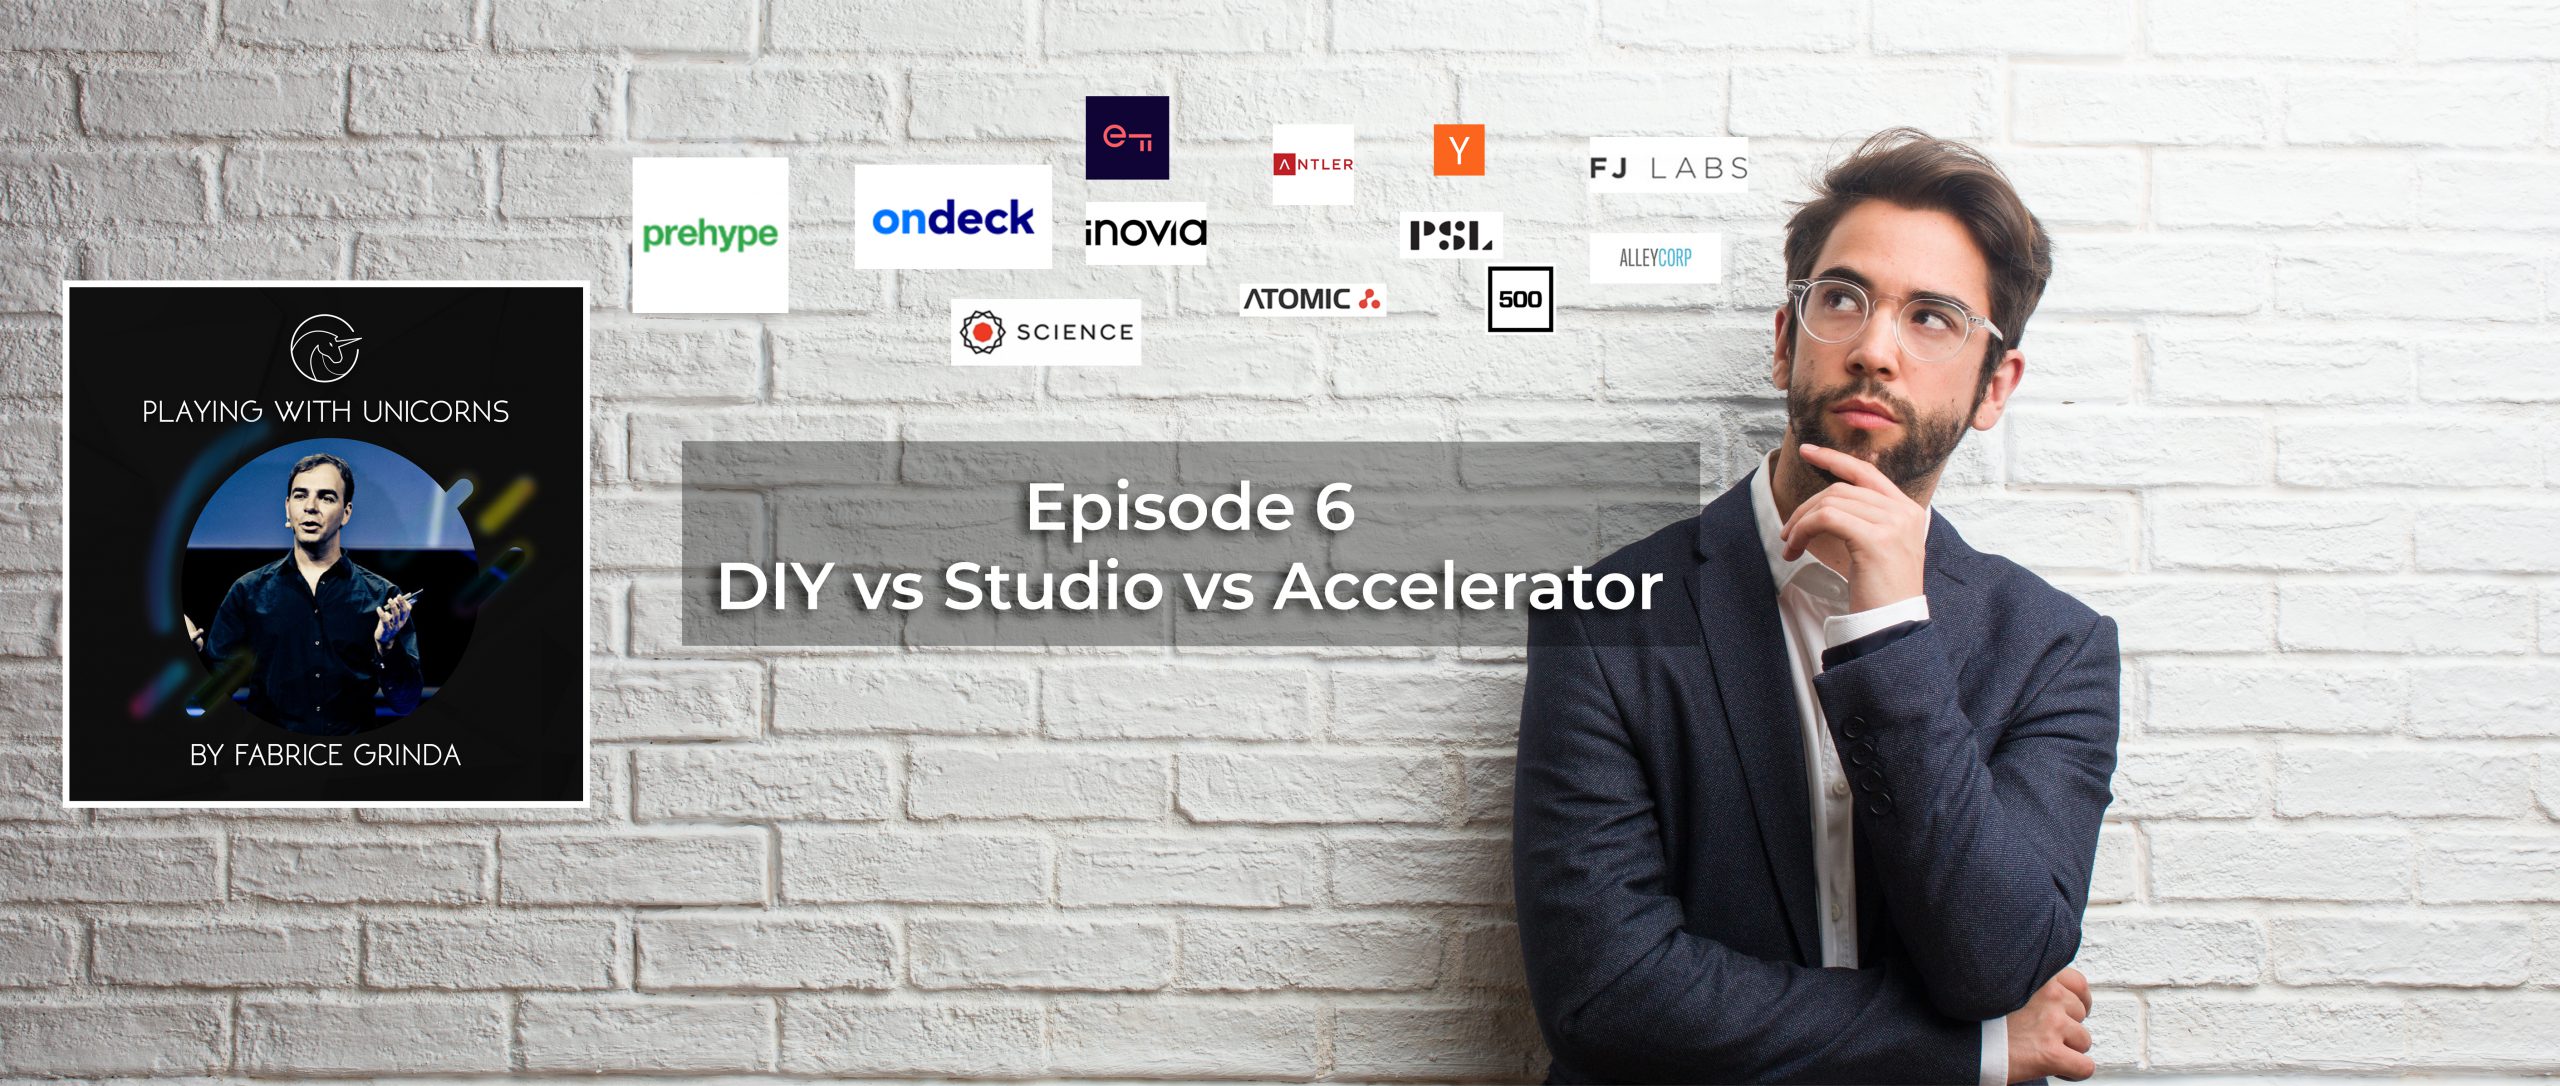 PLAYING WITH UNICORNS
BY FABRICE GRINDA
prehype
ondeck
e
ANTLER
Y
FJ LABS
inovia
PSL
ALLEYCORP
SCIENCE
ATOMIC
500
Episode 6
DIY vs Studio vs Accelerator